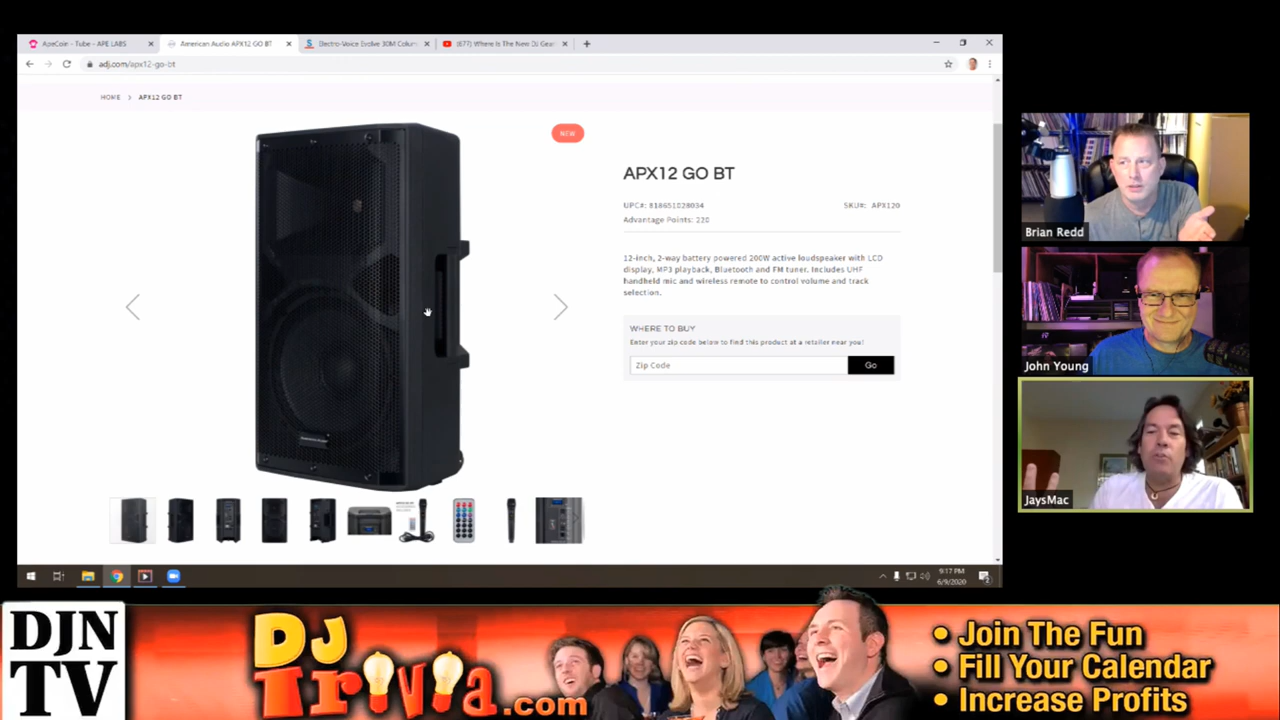 ApeCoin - Tube - APE LABS
American Audio APX12 GO BT
Electro-Voice Evolve 30M Colum
(677) Where Is The New DJ Gear
adj.com/apx12-go-bt
HOME > APX12 GO BT
NEW
APX12 GO BT
UPC#: 818651028034
SKU#: APX120
Advantage Points: 220
12-inch, 2-way battery powered 200W active loudspeaker with LCD
display, MP3 playback, Bluetooth and FM tuner. Includes UHF
handheld mic and wireless remote to control volume and track
selection.
WHERE TO BUY
Enter your zip code below to find this product at a retailer near you!
Zip Code
Go
Brian Redd
John Young
JaysMac
9:17 PM
6/9/2020
DJN
TV
DJ
Trivia.com
• Join The Fun
• Fill Your Calendar
• Increase Profits